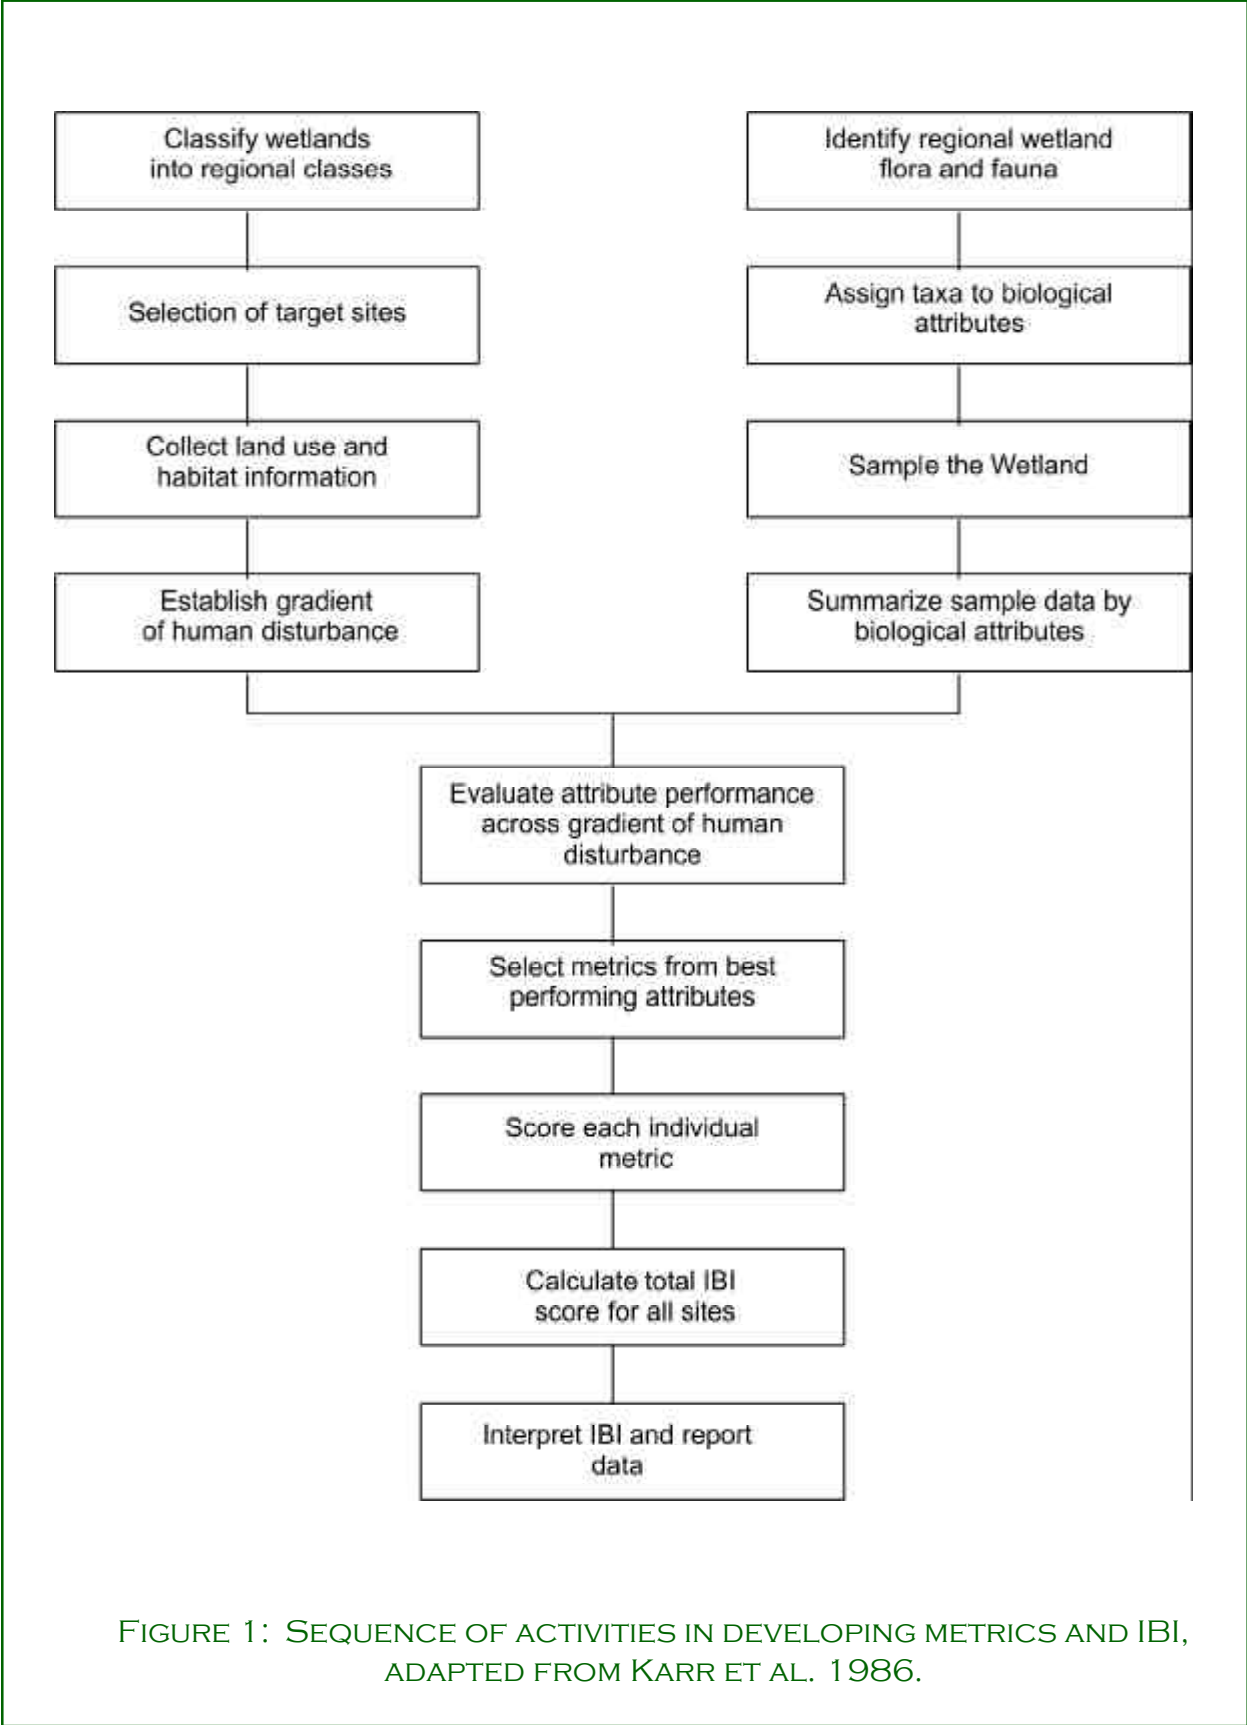 Classify wetlands
into regional classes
Selection of target sites
Collect land use and
habitat information
Establish gradient
of human disturbance
Identify regional wetland
flora and fauna
Assign taxa to biological
attributes
Sample the Wetland
Summarize sample data by
biological attributes
Evaluate attribute performance
across gradient of human
disturbance
Select metrics from best
performing attributes
Score each individual
metric
Calculate total IBI
score for all sites
Interpret IBI and report
data
FIGURE 1: SEQUENCE OF ACTIVITIES IN DEVELOPING METRICS AND IBI,
ADAPTED FROM KARR ET AL. 1986.